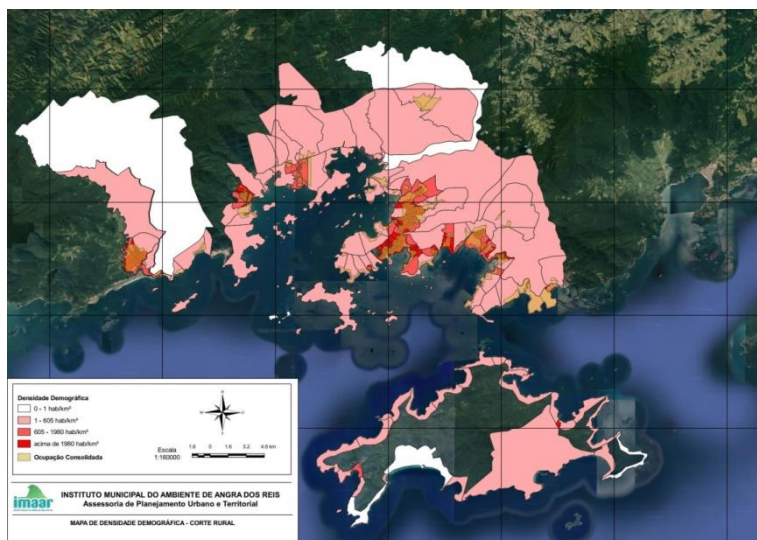 Densidade Demográfica
0 - 1 hab/km²
1 - 605 hab/km²
605 - 1980 hab/km²
acima de 1980 hab/km²
Ocupação Consolidada
Escala
1:160000
1.6 0 1.6 3.2 4.8 km
imaar
INSTITUTO MUNICIPAL DO AMBIENTE DE ANGRA DOS REIS
Assessoria de Planejamento Urbano e Territorial
MAPA DE DENSIDADE DEMOGRÁFICA - CORTE RURAL